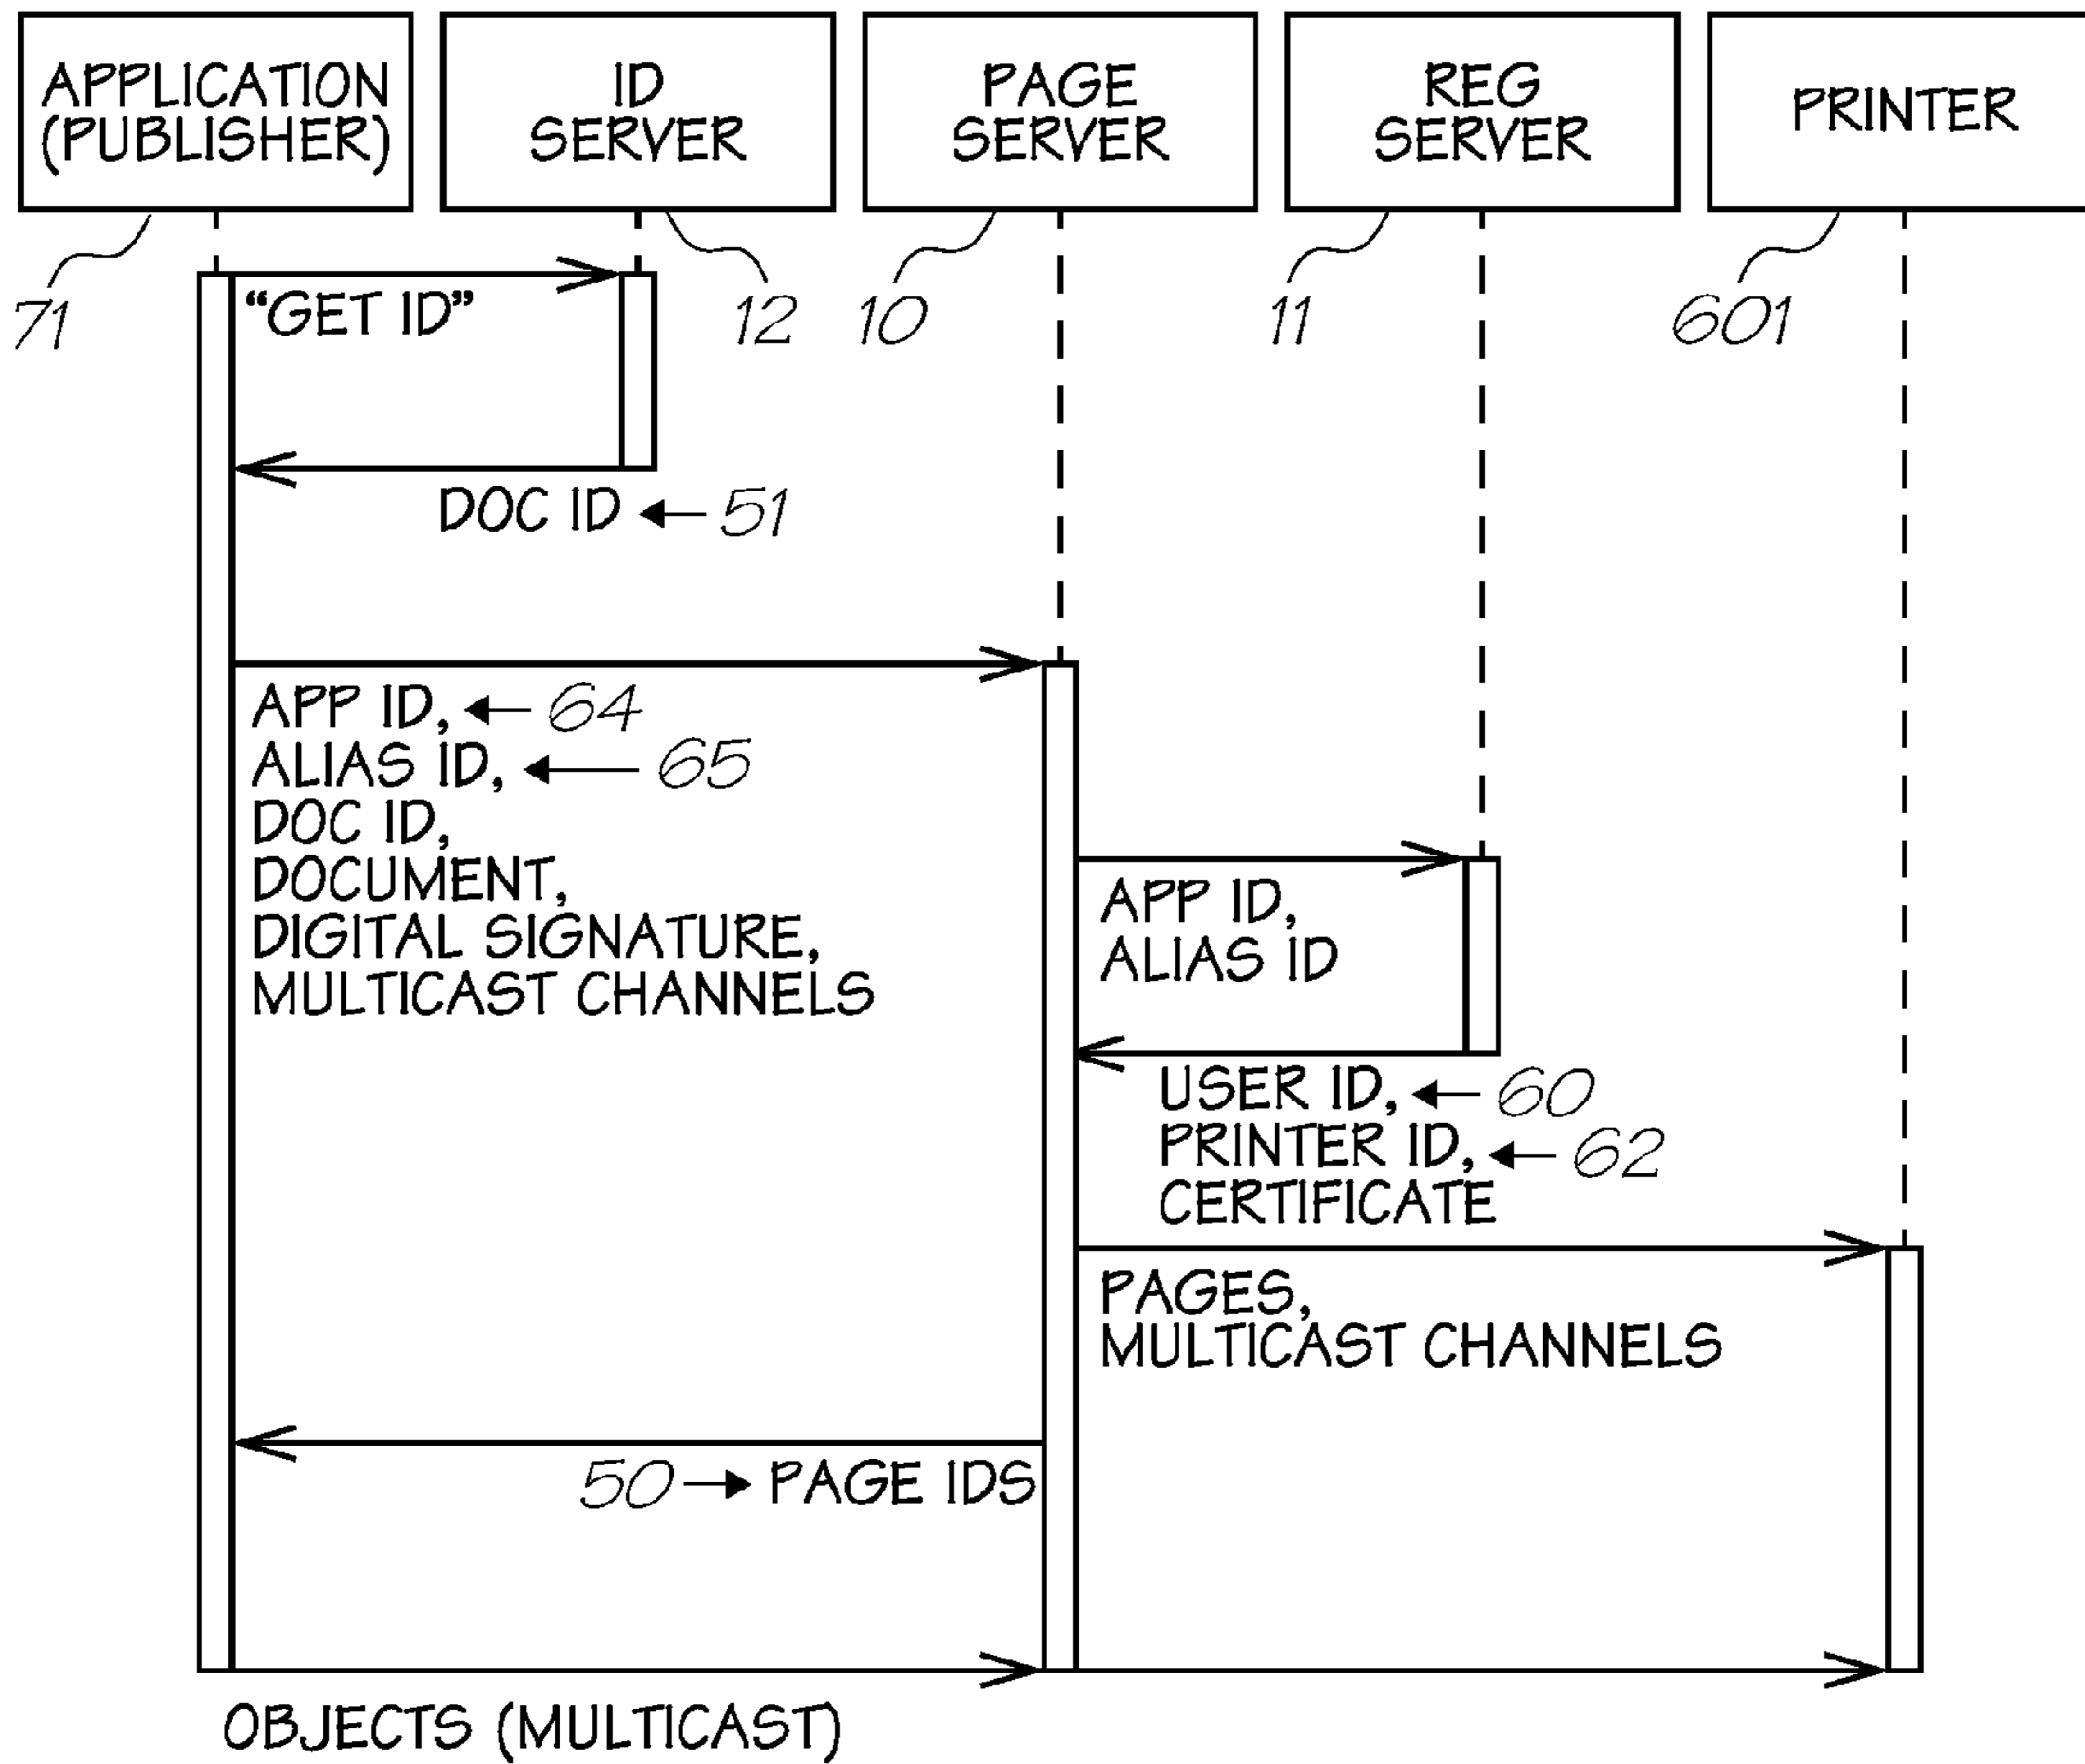 APPLICATION
(PUBLISHER)
ID
SERVER
PAGE
SERVER
REG
SERVER
PRINTER
71
12
10
11
601
“GET ID”
DOC ID
51
APP ID,
64
ALIAS ID,
65
DOC ID,
DOCUMENT,
DIGITAL SIGNATURE,
MULTICAST CHANNELS
APP ID,
ALIAS ID
USER ID,
60
PRINTER ID,
62
CERTIFICATE
PAGES,
MULTICAST CHANNELS
50
PAGE IDS
OBJECTS (MULTICAST)